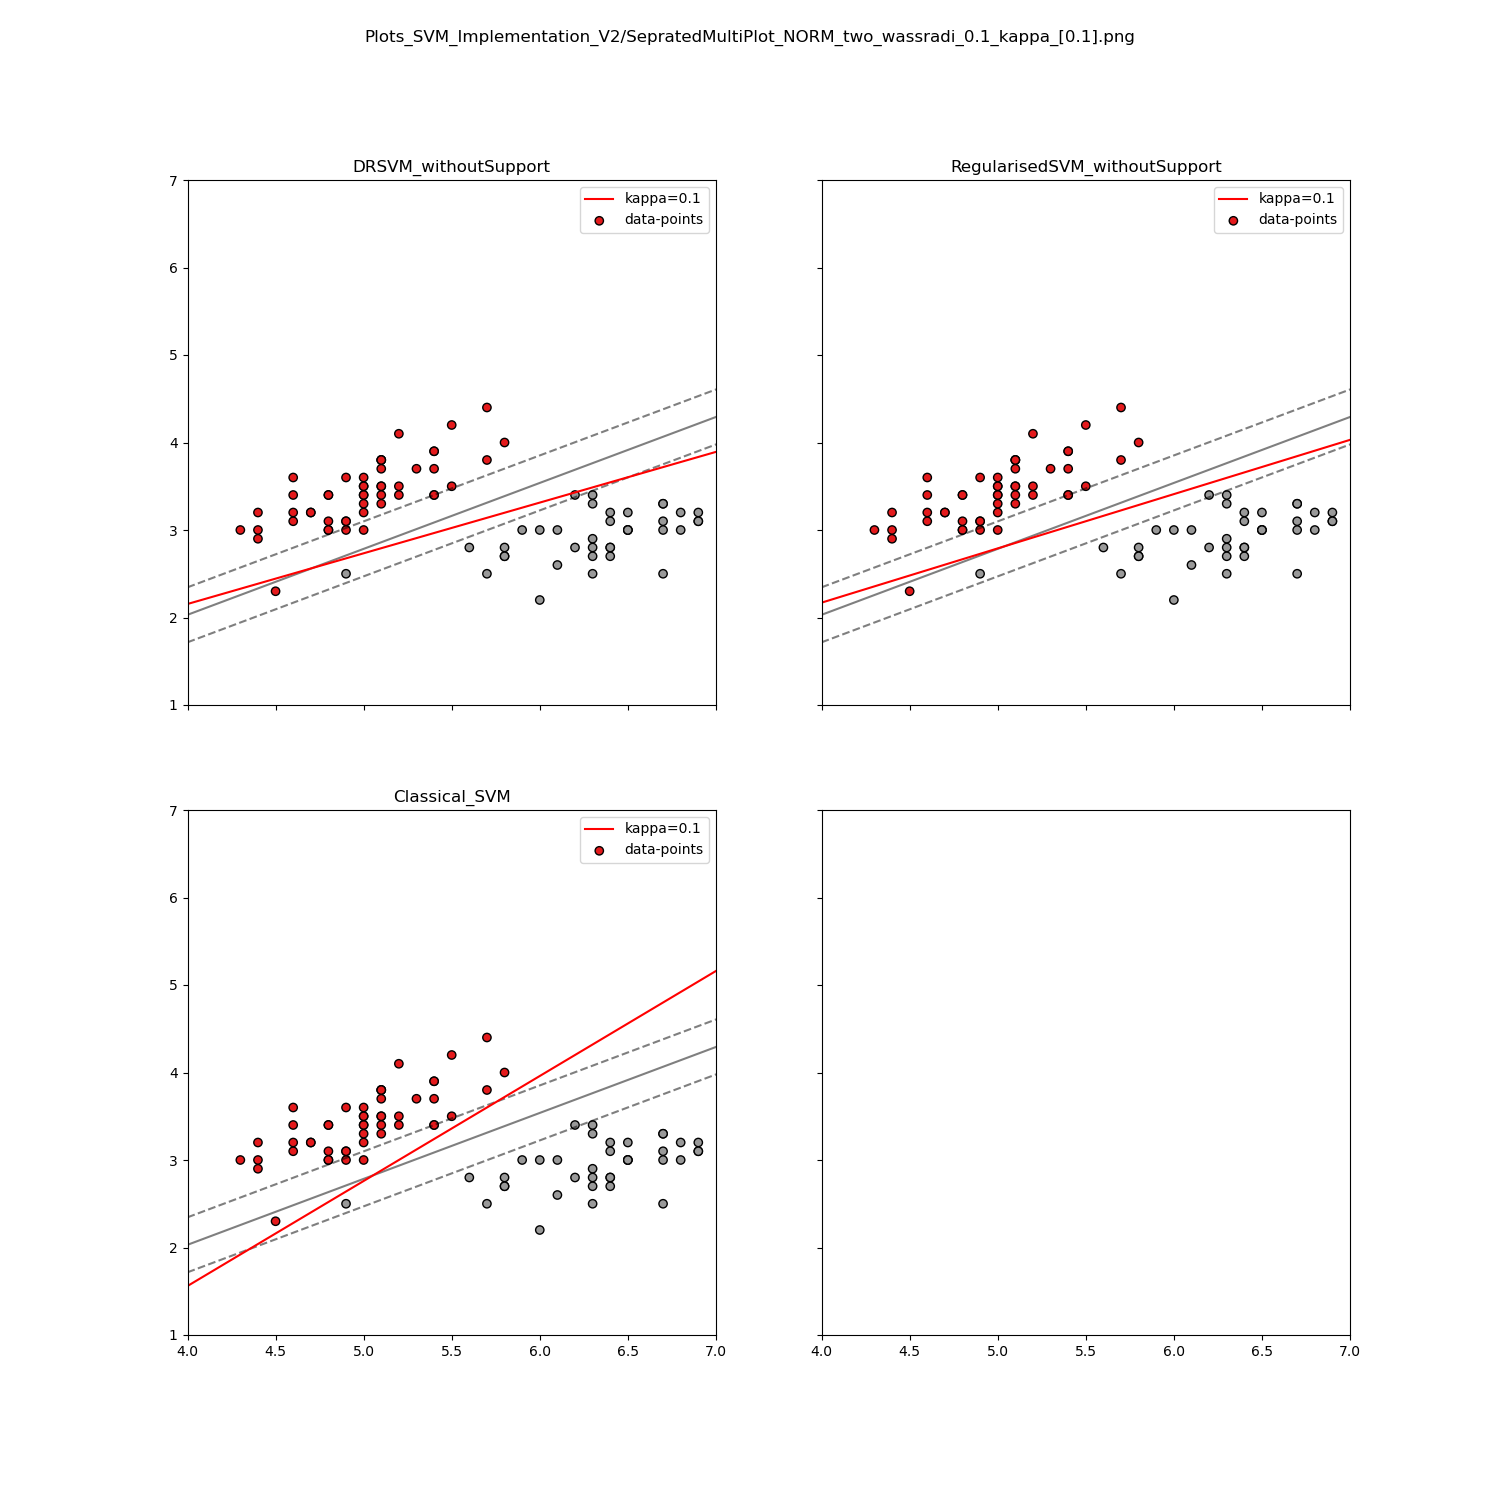 Plots_SVM_Implementation_V2/SepratedMultiPlot_NORM_two_wassradi_0.1_kappa_[0.1].png
DRSVM_withoutSupport
RegularisedSVM_withoutSupport
kappa=0.1
data-points
kappa=0.1
data-points
7
6
5
4
3
2
1
Classical_SVM
kappa=0.1
data-points
7
6
5
4
3
2
1
4.0 4.5 5.0 5.5 6.0 6.5 7.0
4.0 4.5 5.0 5.5 6.0 6.5 7.0